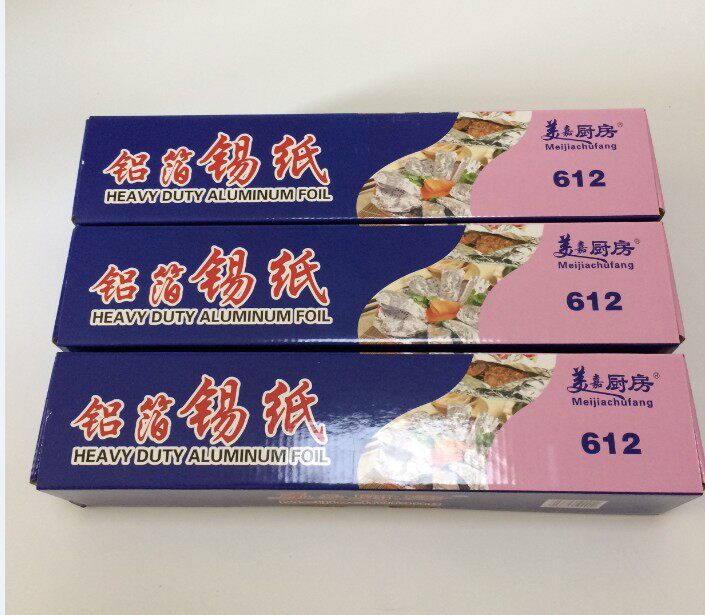 铝箔锡纸
HEAVY DUTY ALUMINUM FOIL
美嘉厨房®
Meijiachufang
612
铝箔锡纸
HEAVY DUTY ALUMINUM FOIL
美嘉厨房®
Meijiachufang
612
铝箔锡纸
HEAVY DUTY ALUMINUM FOIL
美嘉厨房®
Meijiachufang
612